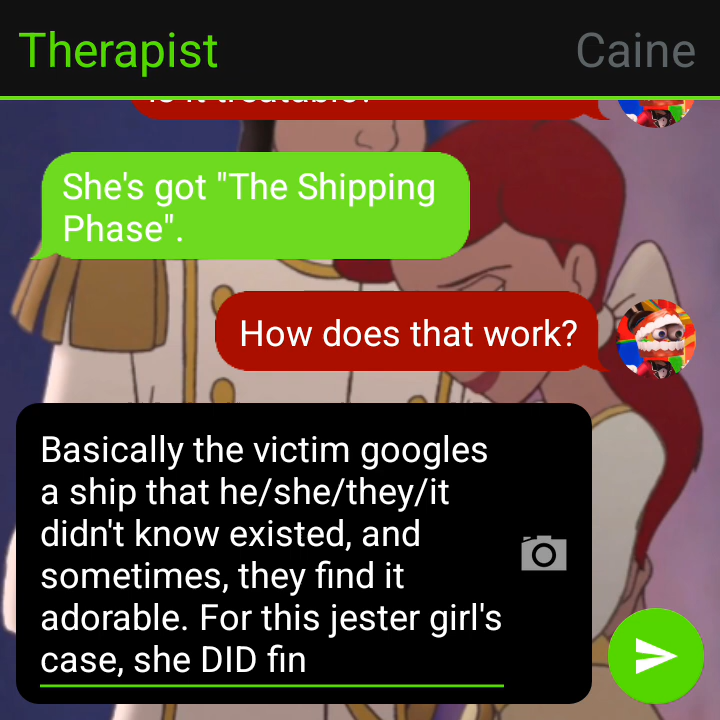 Therapist
Caine
She's got "The Shipping
Phase".
How does that work?
Basically the victim googles
a ship that he/she/they/it
didn't know existed, and
sometimes, they find it
adorable. For this jester girl's
case, she DID fin